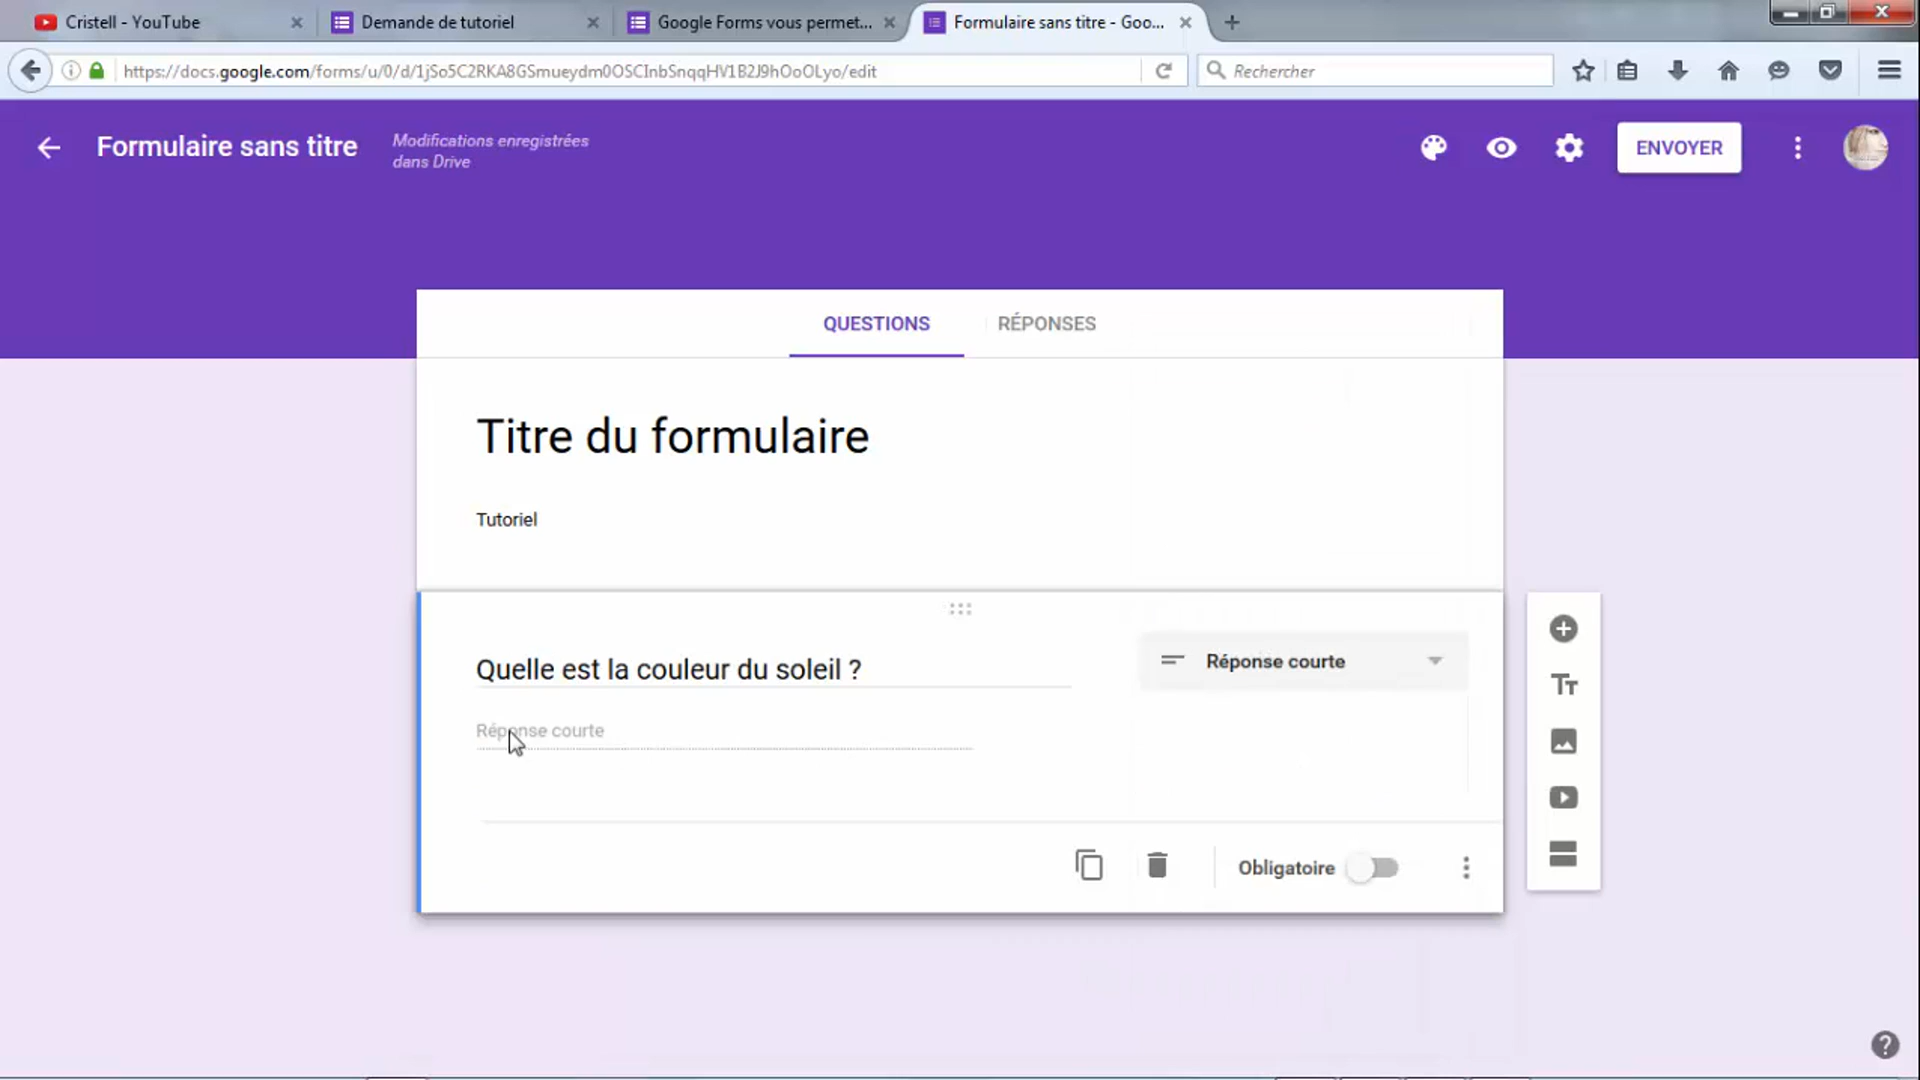 Cristell - YouTube
Demande de tutoriel
Google Forms vous permet...
Formulaire sans titre - Goo...
https://docs.google.com/forms/u/0/d/1jSo5C2RKA8GSmueydm0OSCInbSnqqHV1B2J9hOoOLyo/edit
Rechercher
Formulaire sans titre
Modifications enregistrées
dans Drive
ENVOYER
QUESTIONS
RÉPONSES
Titre du formulaire
Tutoriel
Quelle est la couleur du soleil ?
Réponse courte
Réponse courte
Obligatoire